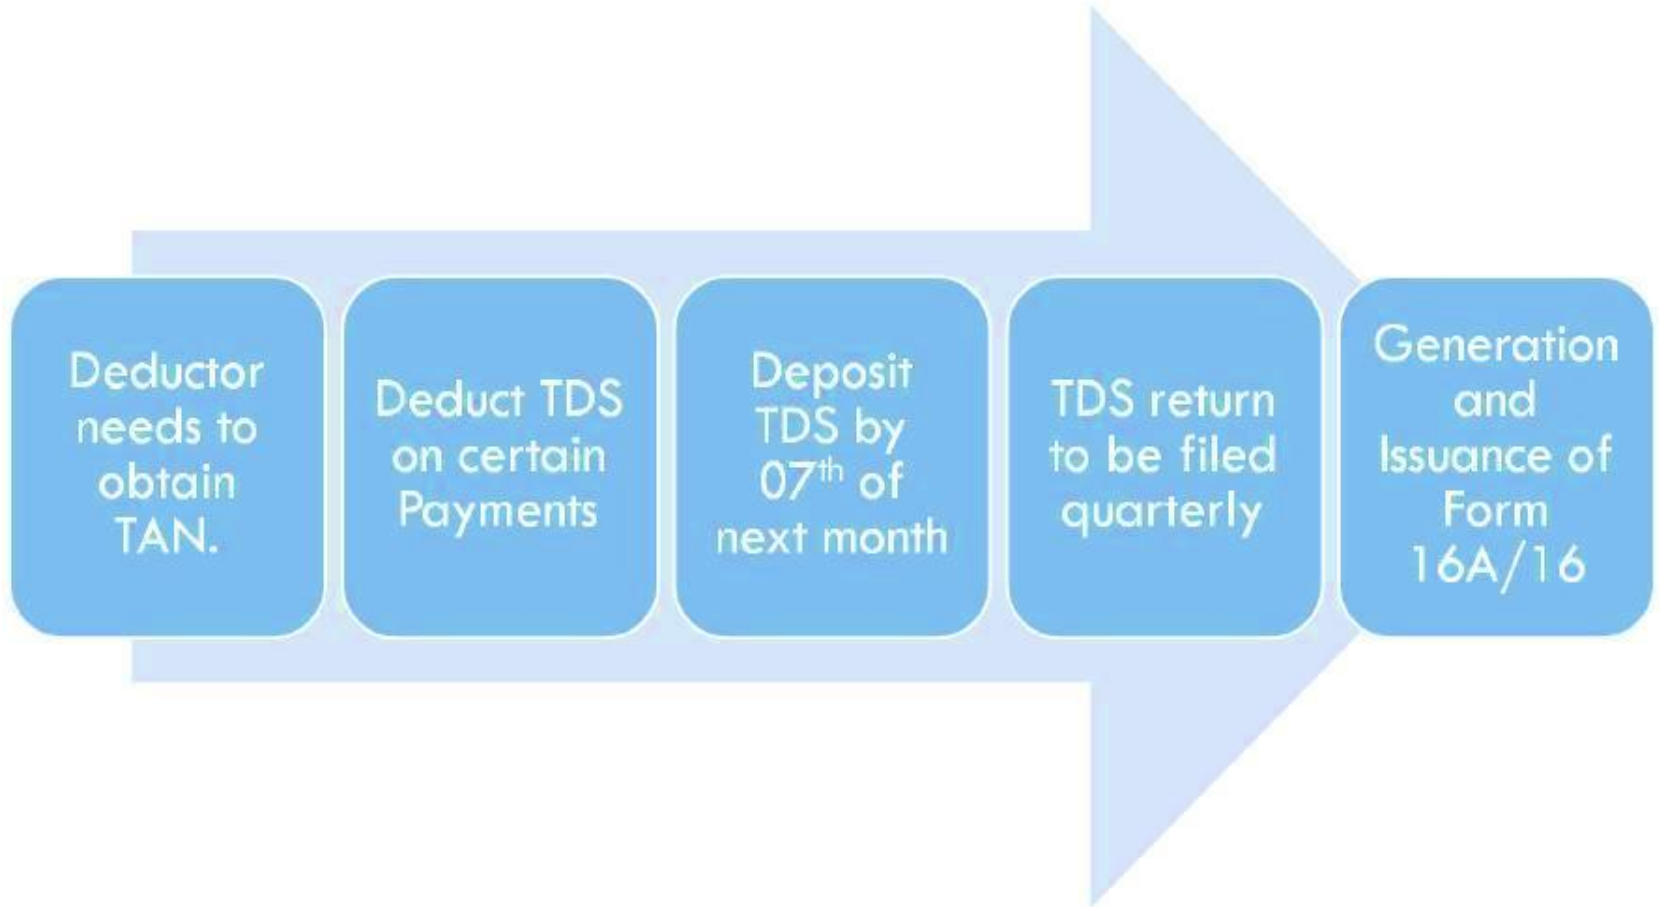 Deductor
needs to
obtain
TAN.
Deduct TDS
on certain
Payments
Deposit
TDS by
07th of
next month
TDS return
to be filed
quarterly
Generation
and
Issuance of
Form
16A/16